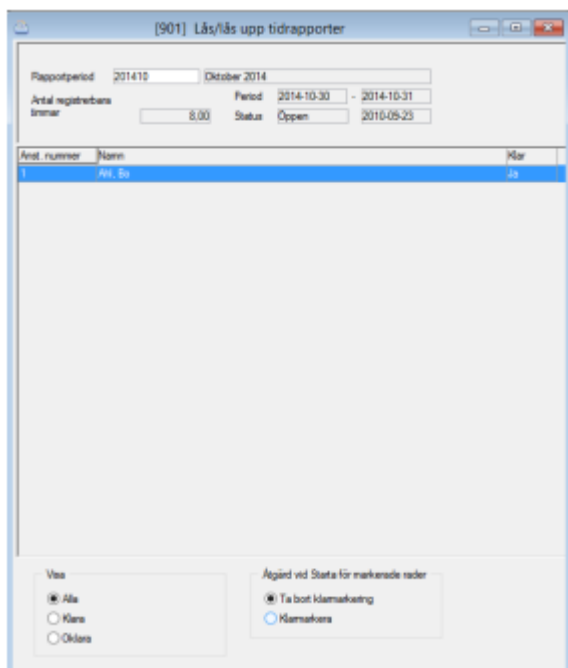 [901] Lås/lås upp tidrapporter
Rapportperiod 201410 Oktober 2014
Antal registrerbara timmar 8,00
Period 2014-10-30 - 2014-10-31
Status Öppen 2010-09-23
Anst. nummer Namn Klar
1 Ahl, Bo Ja
Visa
Alla
Klara
Oklara
Åtgärd vid Starta för markerade rader
Ta bort klarmarkering
Klarmarkera